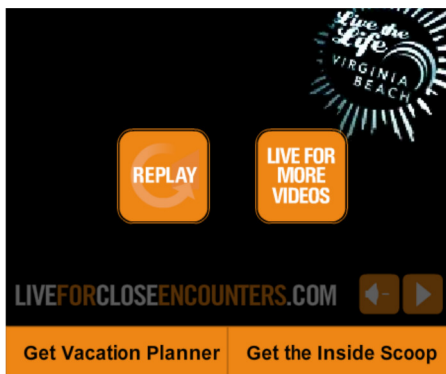 Live the
Life
VIRGINIA
BEACH
REPLAY
LIVE FOR
MORE
VIDEOS
LIVEFORCLOSEENCOUNTERS.COM
Get Vacation Planner
Get the Inside Scoop